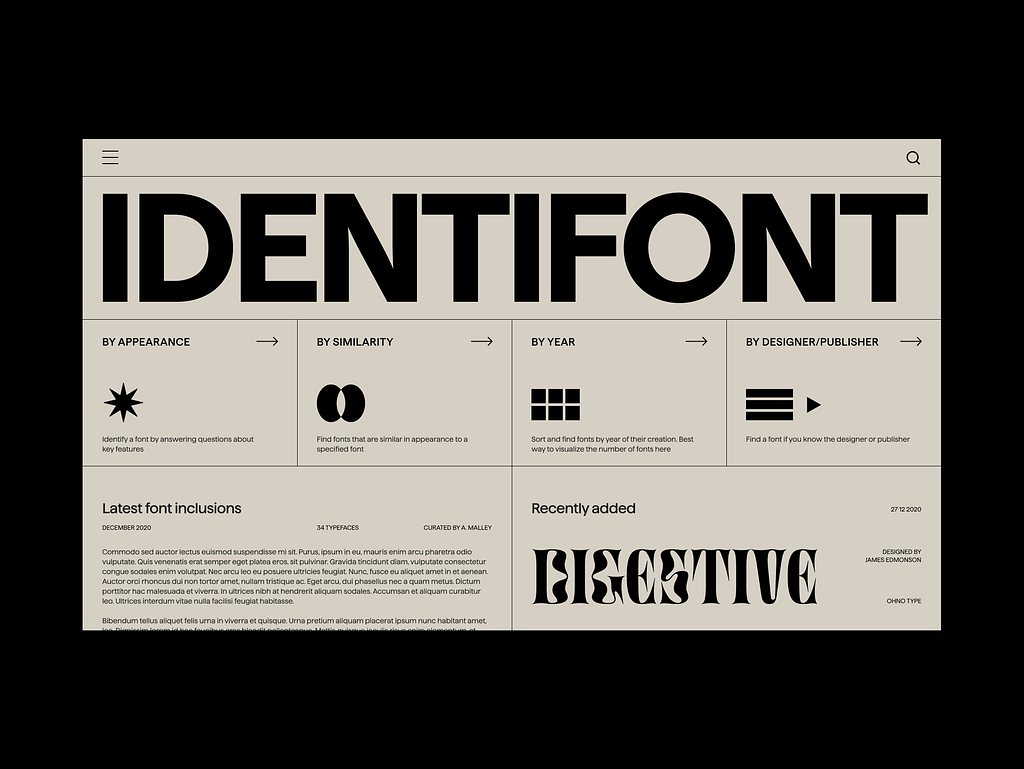 IDENTIFONT
BY APPEARANCE
Identify a font by answering questions about
key features
BY SIMILARITY
Find fonts that are similar in appearance to a
specified font
BY YEAR
Sort and find fonts by year of their creation. Best
way to visualize the number of fonts here
BY DESIGNER/PUBLISHER
Find a font if you know the designer or publisher
Latest font inclusions
DECEMBER 2020
34 TYPEFACES
CURATED BY A. MALLEY
Commodo sed auctor lectus euismod suspendisse mi sit. Purus, ipsum in eu, mauris enim arcu pharetra odio
vulputate. Quis venenatis erat semper eget platea eros, sit pulvinar. Gravida tincidunt diam, vulputate consectetur
congue sodales enim volutpat. Nec arcu leo eu posuere ultricies feugiat. Nunc, fusce eu aliquet amet in et aenean.
Auctor orci rhoncus dui non tortor amet, nullam tristique ac. Eget arcu, dui phasellus nec a quam metus. Dictum
porttitor hac malesuada et viverra. In ultrices nibh at hendrerit aliquam sodales. Accumsan et aliquam curabitur
leo. Ultrices interdum vitae nulla facilisi feugiat habitasse.
Bibendum tellus aliquet felis urna in viverra et quisque. Urna pretium aliquam placerat ipsum nunc habitant amet,
Recently added
27 12 2020
DIGESTIVE
DESIGNED BY
JAMES EDMONSON
OHNO TYPE